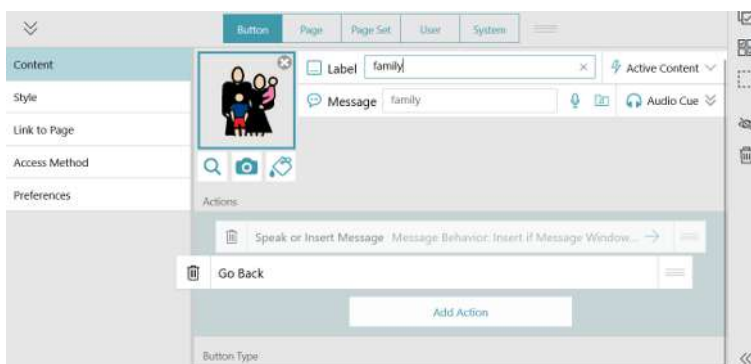 Button Page Page Set User System
Content
Style
Link to Page
Access Method
Preferences
Label family Active Content
Message family Audio Cue
Actions
Speak or Insert Message Message Behavior: Insert if Message Window...
Go Back
Add Action
Button Type